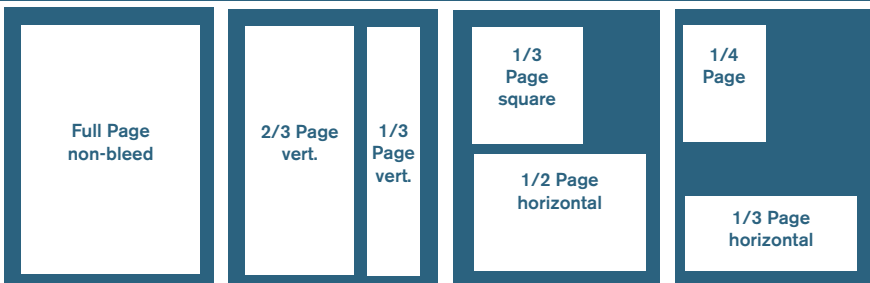 Full Page
non-bleed
2/3 Page
vert.
1/3
Page
vert.
1/3
Page
square
1/2 Page
horizontal
1/4
Page
1/3 Page
horizontal